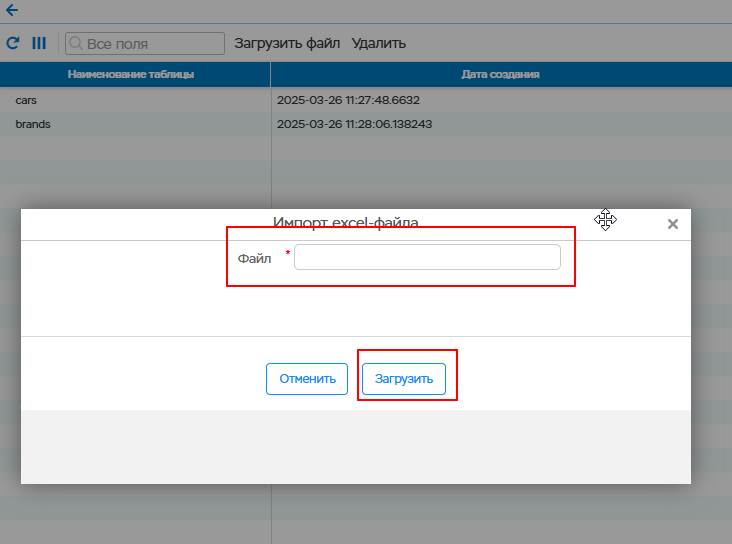 Все поля Загрузить файл Удалить
Наименование таблицы Дата создания
cars 2025-03-26 11:27:48.6632
brands 2025-03-26 11:28:06.138243
Импорт excel-файла
Файл *
Отменить Загрузить